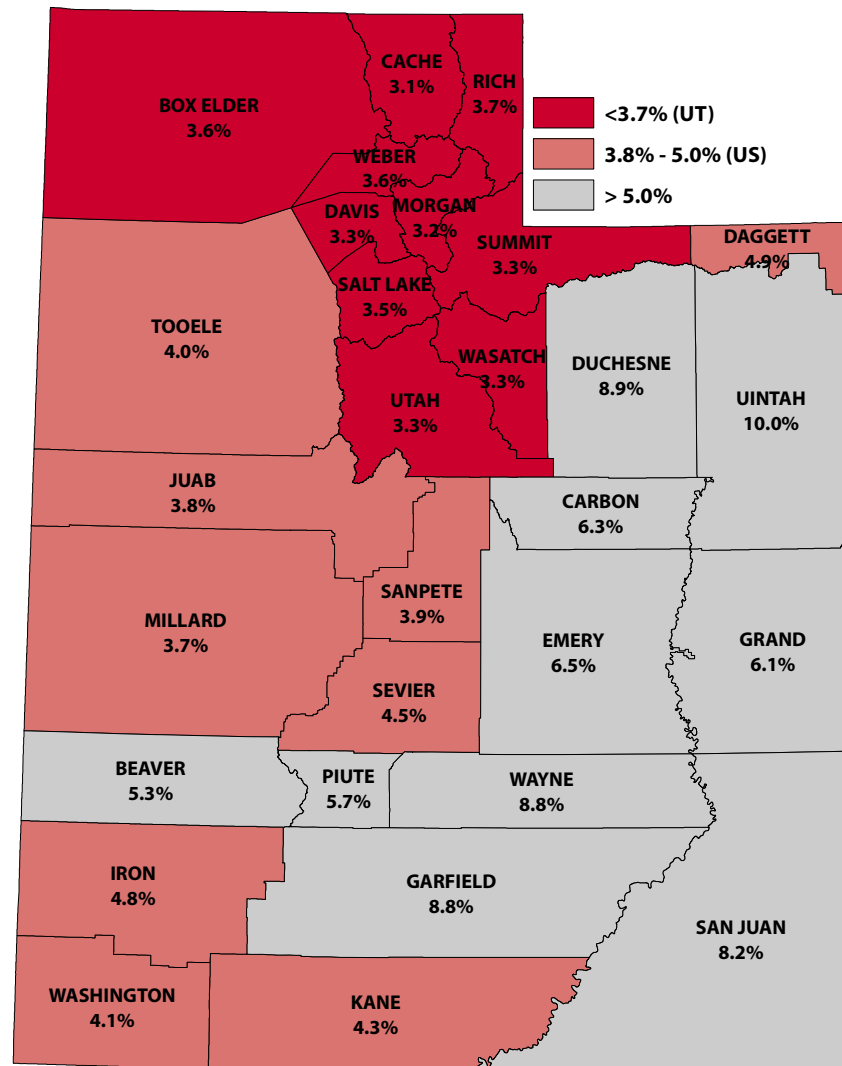 CACHE
3.1%
RICH
3.7%
BOX ELDER
3.6%
<3.7% (UT)
3.8% - 5.0% (US)
> 5.0%
WEBER
3.6%
MORGAN
3.2%
DAVIS
3.3%
SUMMIT
3.3%
DAGGETT
4.9%
SALT LAKE
3.5%
TOOELE
4.0%
WASATCH
3.3%
DUCHESNE
8.9%
UINTAH
10.0%
UTAH
3.3%
JUAB
3.8%
CARBON
6.3%
SANPETE
3.9%
MILLARD
3.7%
EMERY
6.5%
GRAND
6.1%
SEVIER
4.5%
BEAVER
5.3%
PIUTE
5.7%
WAYNE
8.8%
IRON
4.8%
GARFIELD
8.8%
SAN JUAN
8.2%
WASHINGTON
4.1%
KANE
4.3%